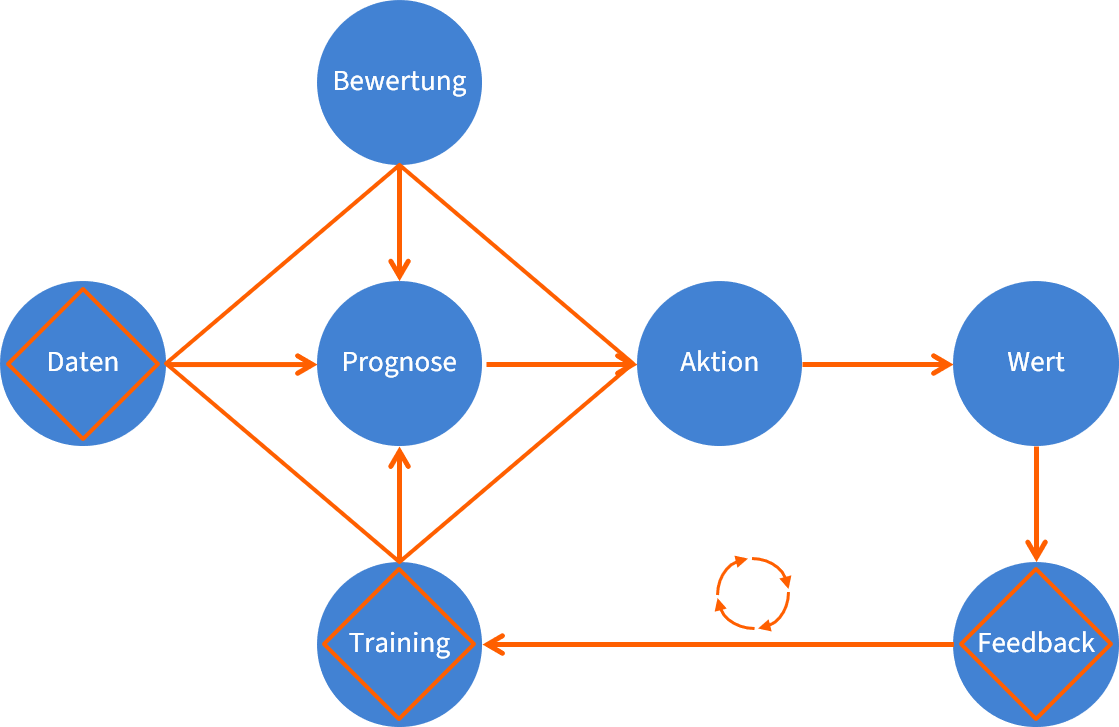 Bewertung
Daten
Prognose
Aktion
Wert
Training
Feedback